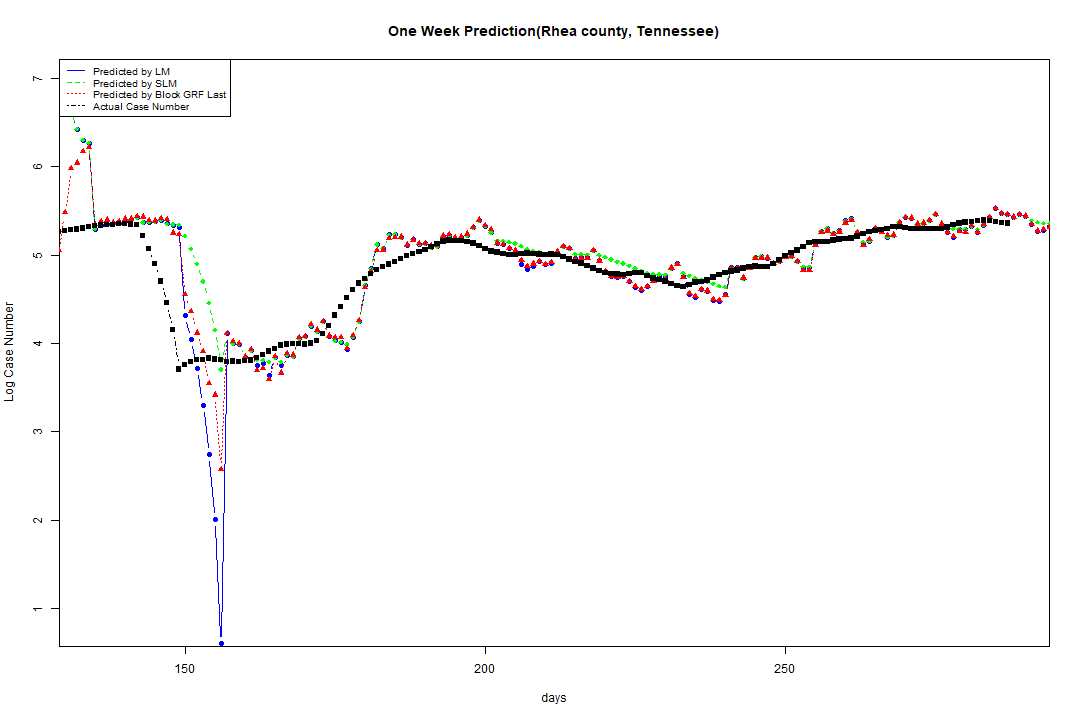 One Week Prediction(Rhea county, Tennessee)
Predicted by LM
Predicted by SLM
Predicted by Block GRF Last
Actual Case Number
7
6
5
4
3
2
1
Log Case Number
150
200
250
days